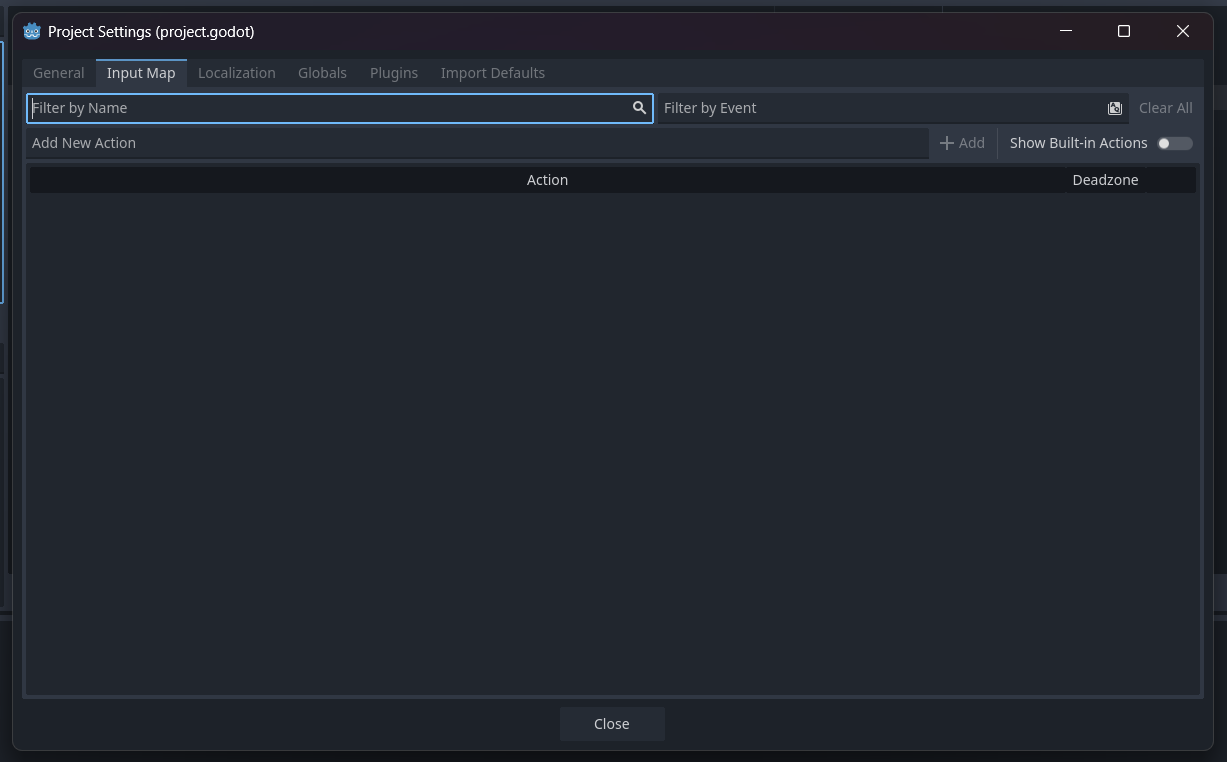 Project Settings (project.godot)
General Input Map Localization Globals Plugins Import Defaults
Filter by Name Filter by Event Clear All
Add New Action + Add Show Built-in Actions
Action Deadzone
Close